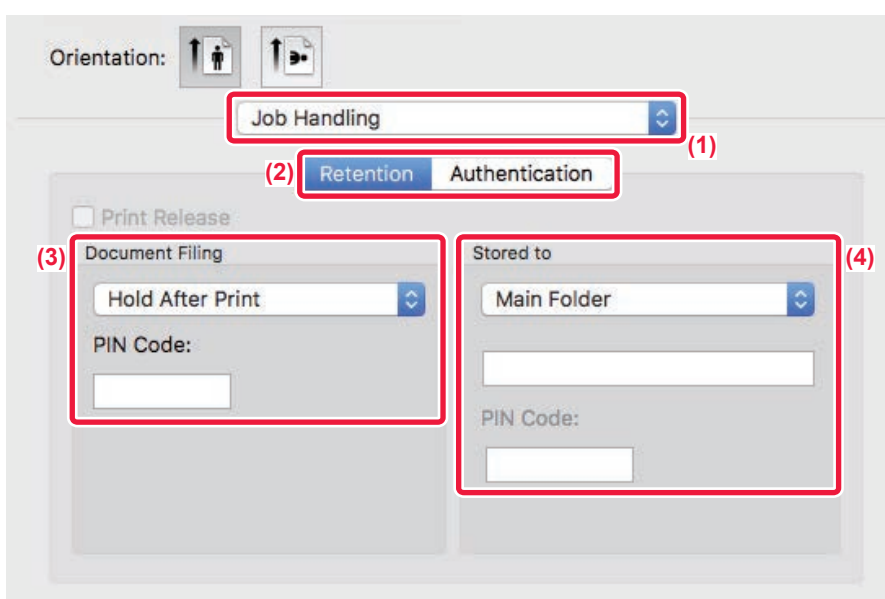 Orientation:
Job Handling
(1)
(2) Retention Authentication
Print Release
(3) Document Filing Stored to (4)
Hold After Print Main Folder
PIN Code:
PIN Code: